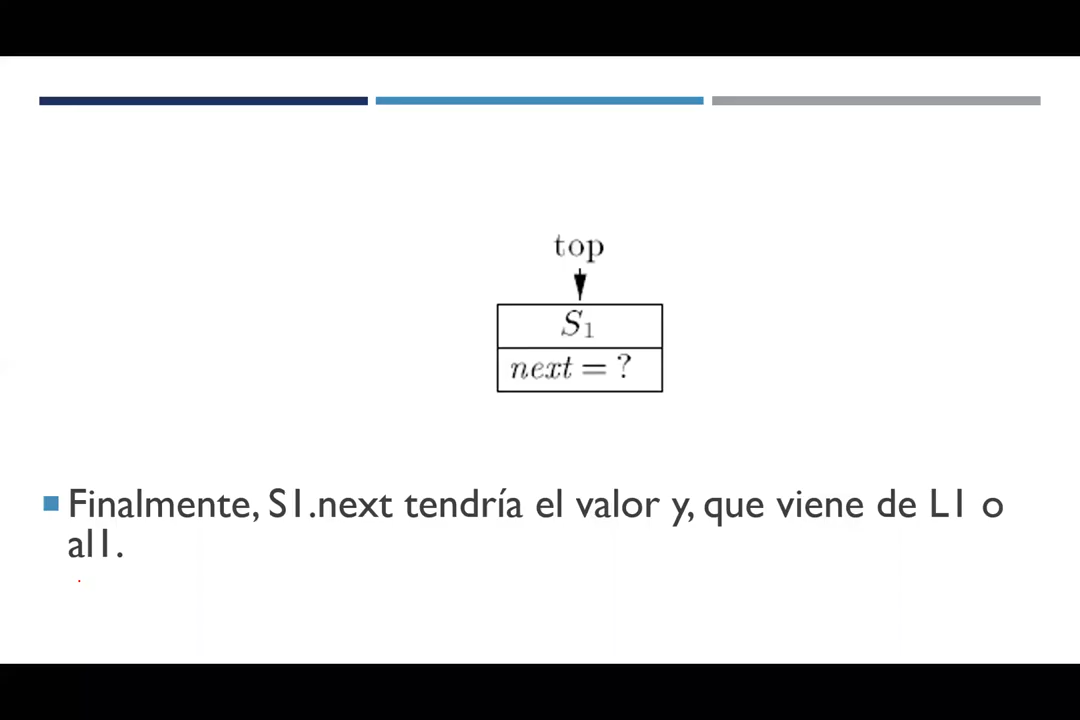 top
S₁
next = ?
Finalmente, S1.next tendría el valor y, que viene de L1 o
al1.